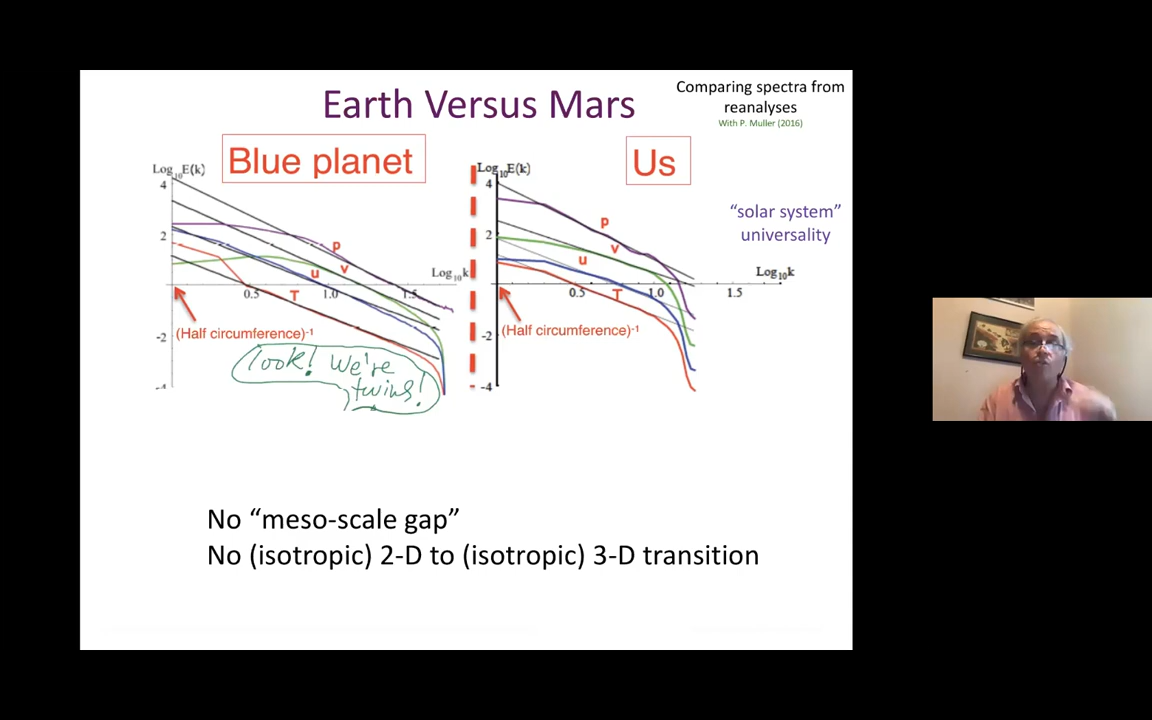 Earth Versus Mars
Comparing spectra from
reanalyses
With P. Muller (2016)
Blue planet
Us
"solar system"
universality
Log₁₀E(k)
4
2
-2
-4
0.5
1.0
1.5
Log₁₀k
p
v
u
T
(Half circumference)⁻¹
look! We're
twins!
Log₁₀E(k)
4
2
-2
-4
0.5
1.0
1.5
Log₁₀k
p
v
u
T
(Half circumference)⁻¹
No "meso-scale gap"
No (isotropic) 2-D to (isotropic) 3-D transition